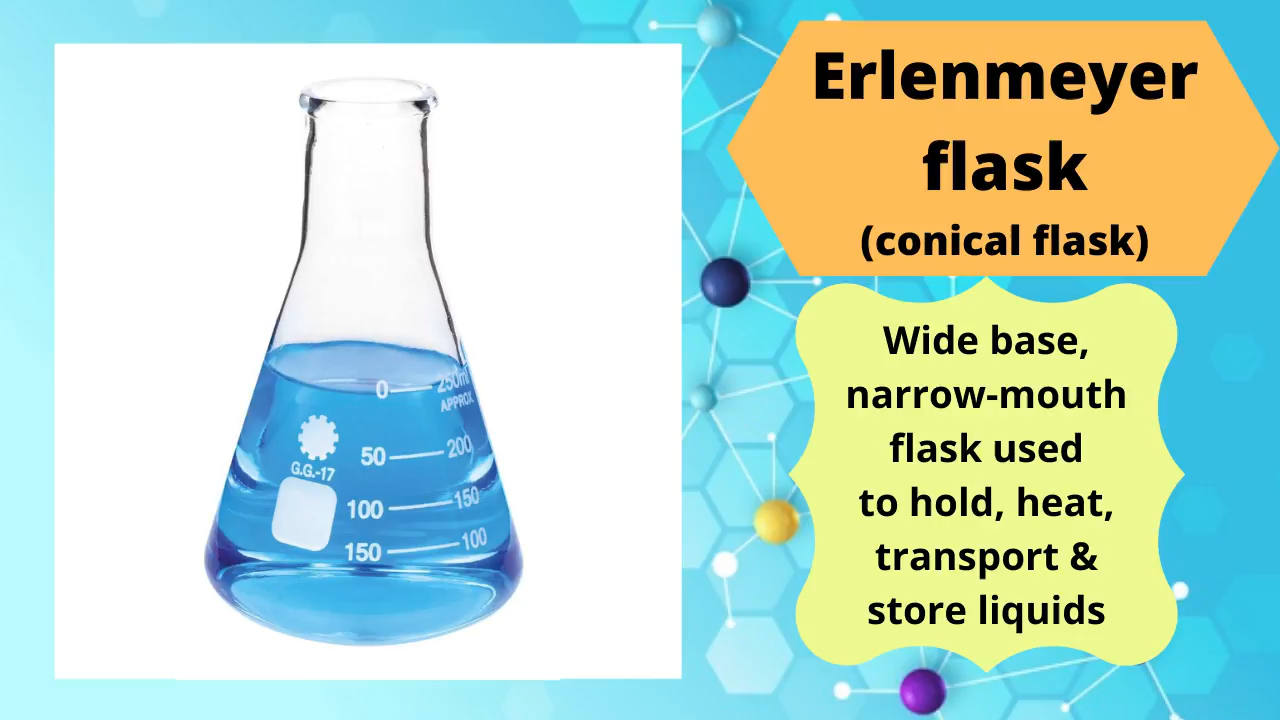 Erlenmeyer
flask
(conical flask)
Wide base,
narrow-mouth
flask used
to hold, heat,
transport &
store liquids
0 250ml
APPROX
G.G.-17
50 200
100 150
150 100